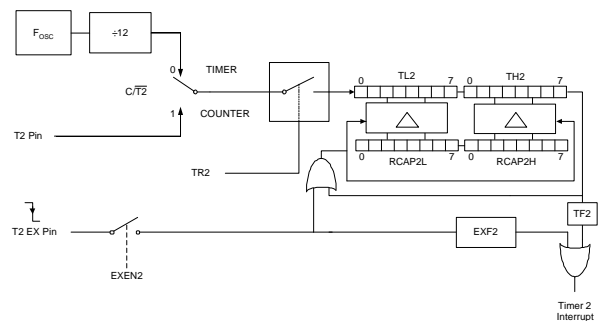 FOSC
÷12
0 TIMER
C/T2
1 COUNTER
T2 Pin
TR2
0 TL2 7
0 TH2 7
0 RCAP2L 7
0 RCAP2H 7
T2 EX Pin
EXEN2
EXF2
TF2
Timer 2
Interrupt